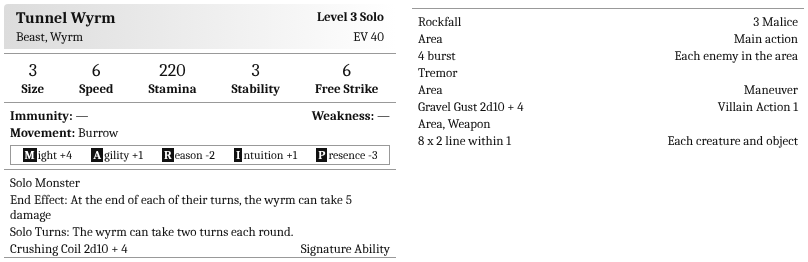 Tunnel Wyrm Level 3 Solo
Beast, Wyrm EV 40
3 6 220 3 6
Size Speed Stamina Stability Free Strike
Immunity: — Weakness: —
Movement: Burrow
Might +4 Agility +1 Reason -2 Intuition +1 Presence -3
Solo Monster
End Effect: At the end of each of their turns, the wyrm can take 5
damage
Solo Turns: The wyrm can take two turns each round.
Crushing Coil 2d10 + 4 Signature Ability
Rockfall 3 Malice
Area Main action
4 burst Each enemy in the area
Tremor
Area Maneuver
Gravel Gust 2d10 + 4 Villain Action 1
Area, Weapon
8 x 2 line within 1 Each creature and object